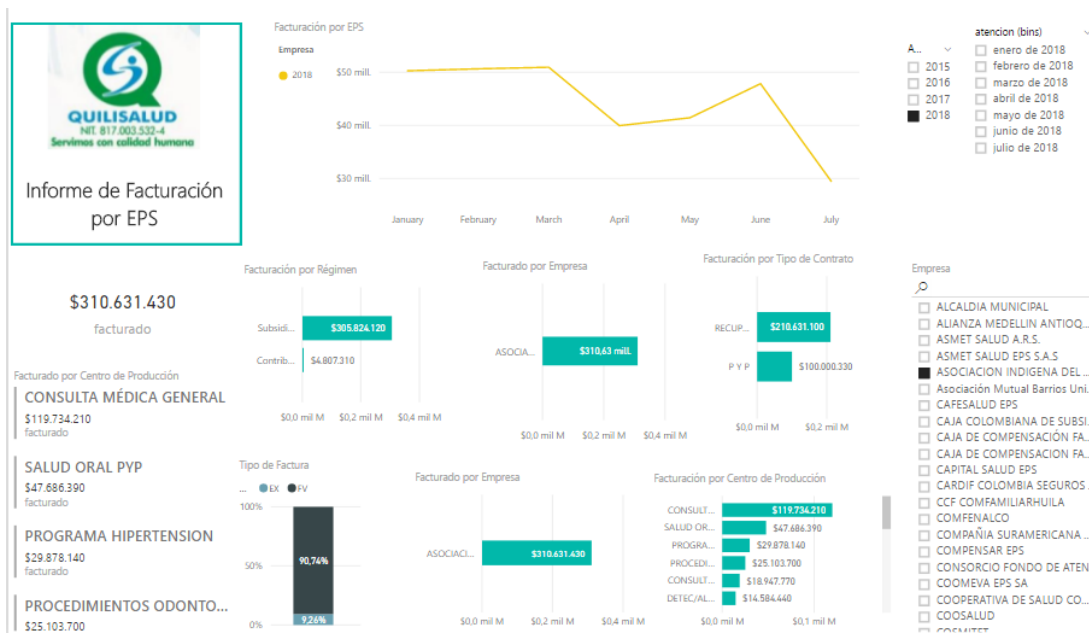 QUILISALUD
NIT. 817.003.532-4
Servimos con calidad humana
Informe de Facturación
por EPS
Facturación por EPS
Empresa
2018
$50 mill.
$40 mill.
$30 mill.
January February March April May June July
A...
2015
2016
2017
2018
atencion (bins)
enero de 2018
febrero de 2018
marzo de 2018
abril de 2018
mayo de 2018
junio de 2018
julio de 2018
$310.631.430
facturado
Facturado por Centro de Producción
CONSULTA MÉDICA GENERAL
$119.734.210
facturado
SALUD ORAL PYP
$47.686.390
facturado
PROGRAMA HIPERTENSION
$29.878.140
facturado
PROCEDIMIENTOS ODONTO...
$25.103.700
Facturación por Régimen
Subsidi... $305.824.120
Contrib... $4.807.310
$0,0 mil M $0,2 mil M $0,4 mil M
Facturado por Empresa
ASOCIA... $310,63 mill.
$0,0 mil M $0,2 mil M $0,4 mil M
Facturación por Tipo de Contrato
RECUP... $210.631.100
P Y P $100.000.330
$0,0 mil M $0,2 mil M
Tipo de Factura
... EX FV
100%
50%
0%
90,74%
9,26%
Facturado por Empresa
ASOCIACI... $310.631.430
$0,0 mil M $0,2 mil M $0,4 mil M
Facturación por Centro de Producción
CONSULT... $119.734.210
SALUD OR... $47.686.390
PROGRA... $29.878.140
PROCEDI... $25.103.700
CONSULT... $18.947.770
DETEC/AL... $14.584.440
$0,0 mil M $0,1 mil M
Empresa
ALCALDIA MUNICIPAL
ALIANZA MEDELLIN ANTIOQ...
ASMET SALUD A.R.S.
ASMET SALUD EPS S.A.S
ASOCIACION INDIGENA DEL ...
Asociación Mutual Barrios Uni...
CAFESALUD EPS
CAJA COLOMBIANA DE SUBSI...
CAJA DE COMPENSACIÓN FA...
CAJA DE COMPENSACION FA...
CAPITAL SALUD EPS
CARDIF COLOMBIA SEGUROS ...
CCF COMFAMILIARHUILA
COMFENALCO
COMPAÑIA SURAMERICANA ...
COMPENSAR EPS
CONSORCIO FONDO DE ATEN
COOMEVA EPS SA
COOPERATIVA DE SALUD CO...
COOSALUD
COSMITET